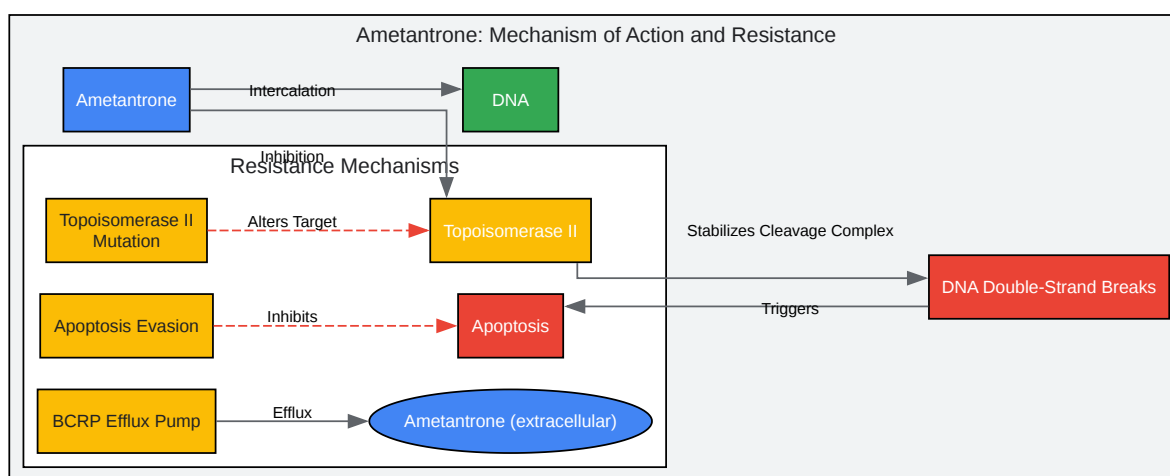 Ametantrone: Mechanism of Action and Resistance
Ametantrone
Intercalation
DNA
Inhibition
Resistance Mechanisms
Topoisomerase II
Mutation
Alters Target
Topoisomerase II
Stabilizes Cleavage Complex
DNA Double-Strand Breaks
Triggers
Apoptosis Evasion
Inhibits
Apoptosis
BCRP Efflux Pump
Efflux
Ametantrone (extracellular)